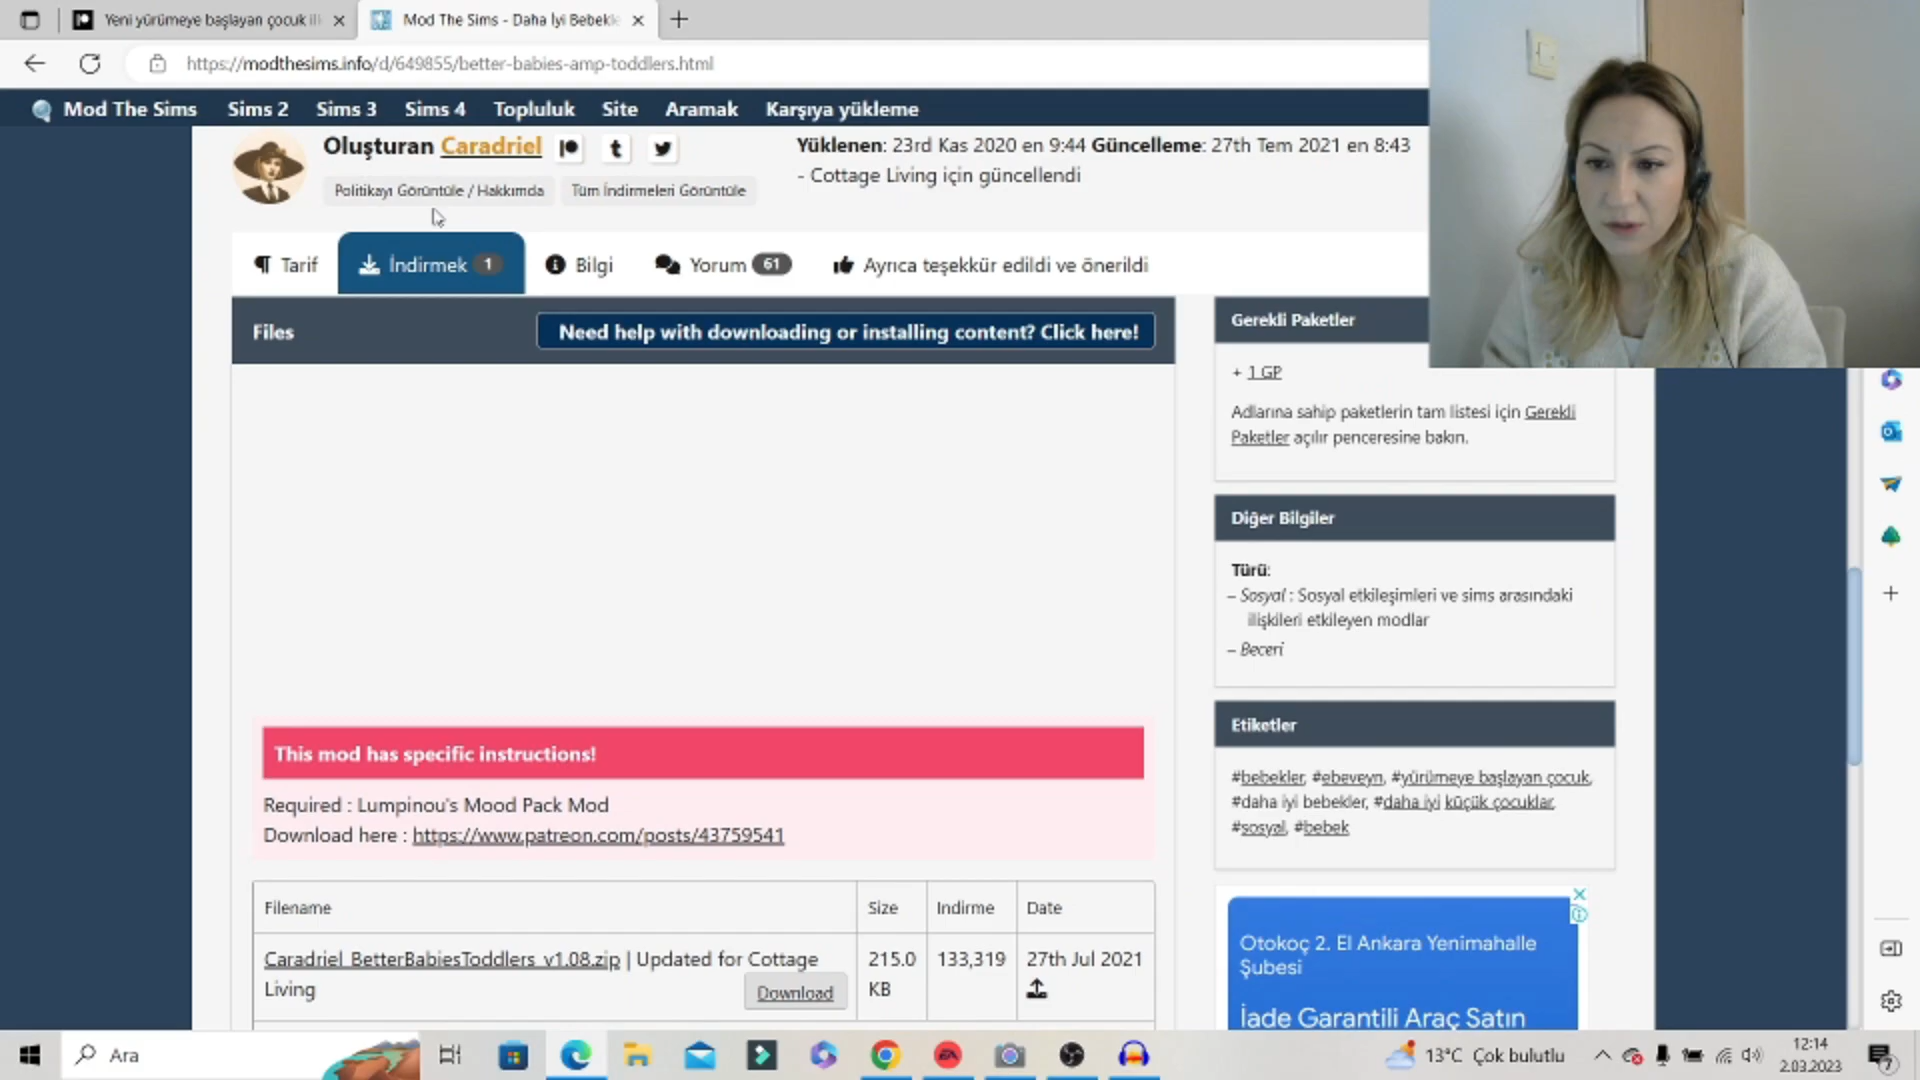 Yeni yürümeye başlayan çocuk ili
Mod The Sims - Daha İyi Bebekle
https://modthesims.info/d/649855/better-babies-amp-toddlers.html
Mod The Sims
Sims 2
Sims 3
Sims 4
Topluluk
Site
Aramak
Karşıya yükleme
Oluşturan Caradriel
Yüklenen: 23rd Kas 2020 en 9:44 Güncelleme: 27th Tem 2021 en 8:43
- Cottage Living için güncellendi
Politikayı Görüntüle / Hakkımda
Tüm İndirmeleri Görüntüle
Tarif
İndirmek 1
Bilgi
Yorum 61
Ayrıca teşekkür edildi ve önerildi
Files
Need help with downloading or installing content? Click here!
Gerekli Paketler
+ 1 GP
Adlarına sahip paketlerin tam listesi için Gerekli
Paketler açılır penceresine bakın.
Diğer Bilgiler
Türü:
– Sosyal : Sosyal etkileşimleri ve sims arasındaki
ilişkileri etkileyen modlar
– Beceri
Etiketler
#bebekler, #ebeveyn, #yürümeye başlayan çocuk,
#daha iyi bebekler, #daha iyi küçük çocuklar,
#sosyal, #bebek
This mod has specific instructions!
Required : Lumpinou's Mood Pack Mod
Download here : https://www.patreon.com/posts/43759541
Filename
Size
Indirme
Date
Caradriel_BetterBabiesToddlers_v1.08.zip | Updated for Cottage
Living
Download
215.0
KB
133,319
27th Jul 2021
Otokoç 2. El Ankara Yenimahalle
Şubesi
İade Garantili Araç Satın
Ara
13°C Çok bulutlu
12:14
2.03.2023
7